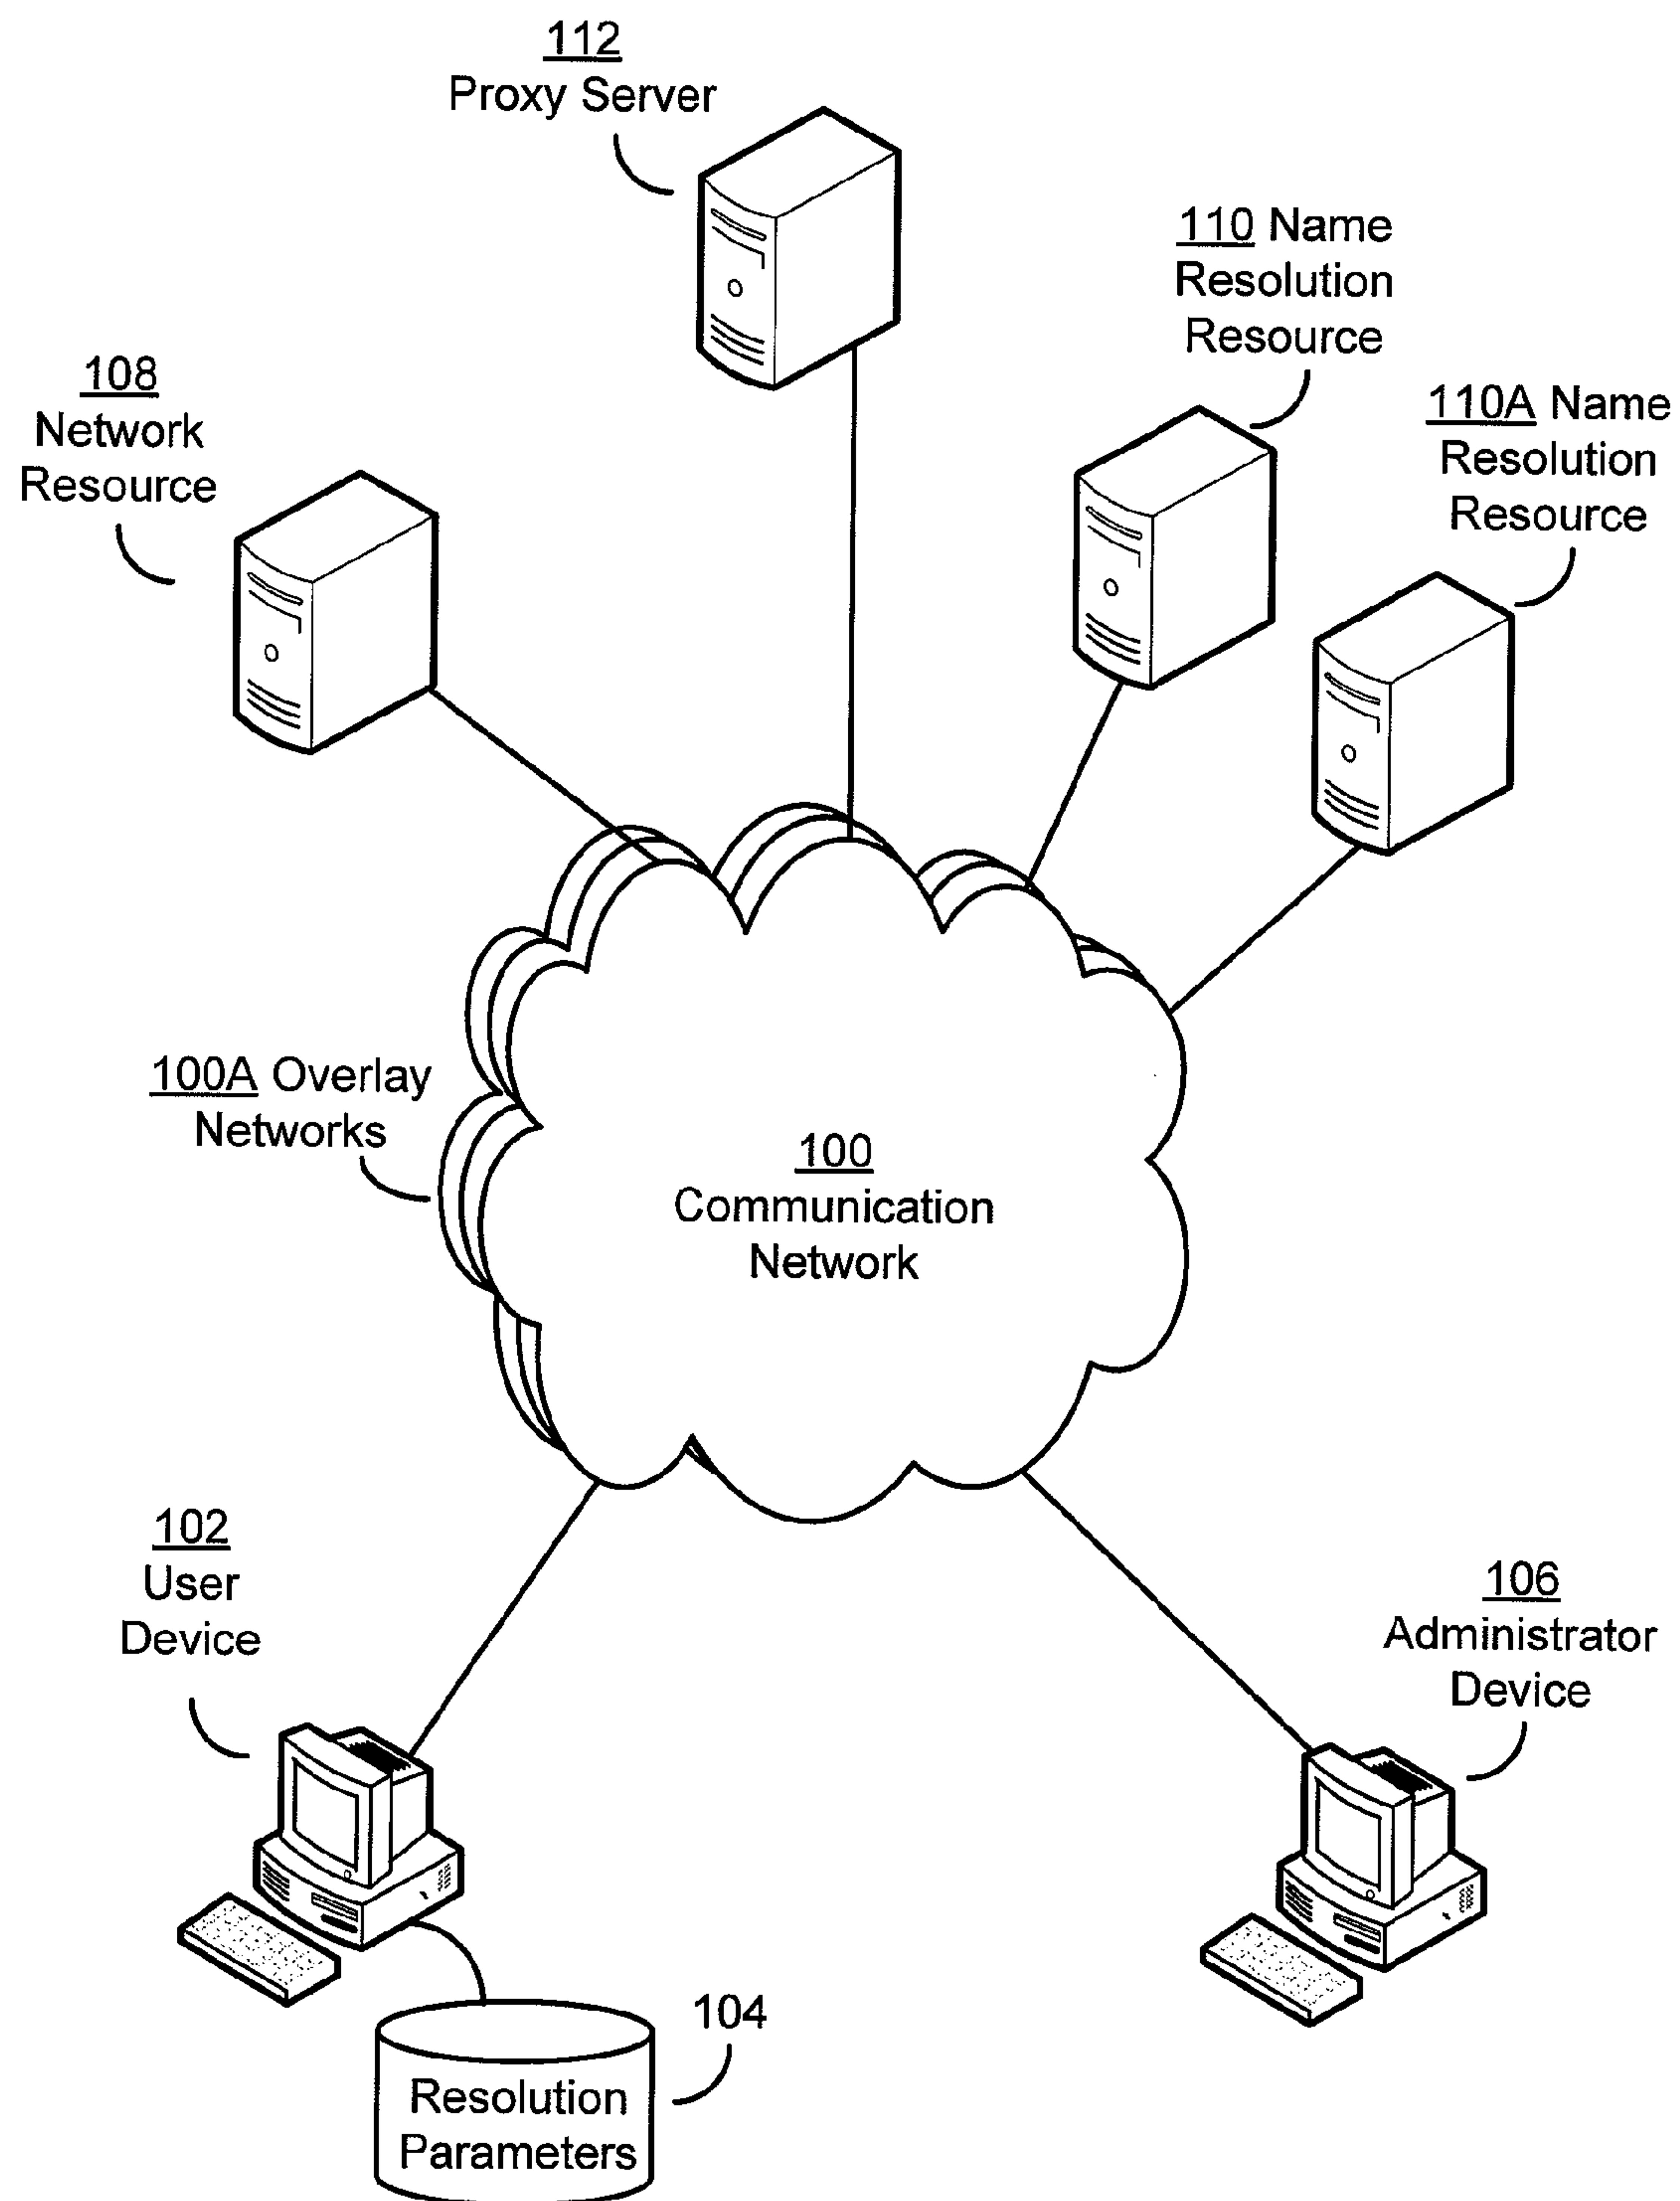 112
Proxy Server
110 Name
Resolution
Resource
108
Network
Resource
110A Name
Resolution
Resource
100A Overlay
Networks
100
Communication
Network
102
User
Device
106
Administrator
Device
104
Resolution
Parameters